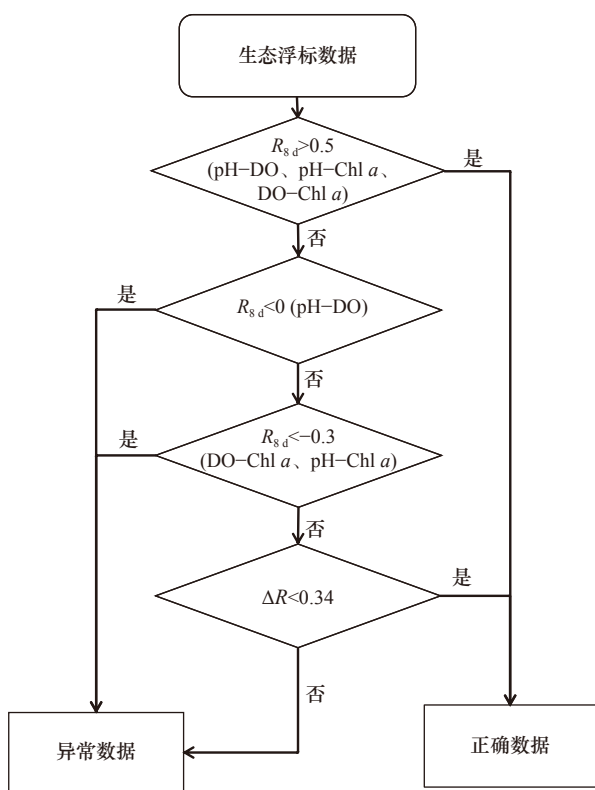 生态浮标数据
R8 d>0.5
(pH−DO、pH−Chl a、
DO−Chl a)
是
否
是
R8 d<0 (pH−DO)
否
是
R8 d<−0.3
(DO−Chl a、pH−Chl a)
否
ΔR<0.34
是
否
异常数据
正确数据